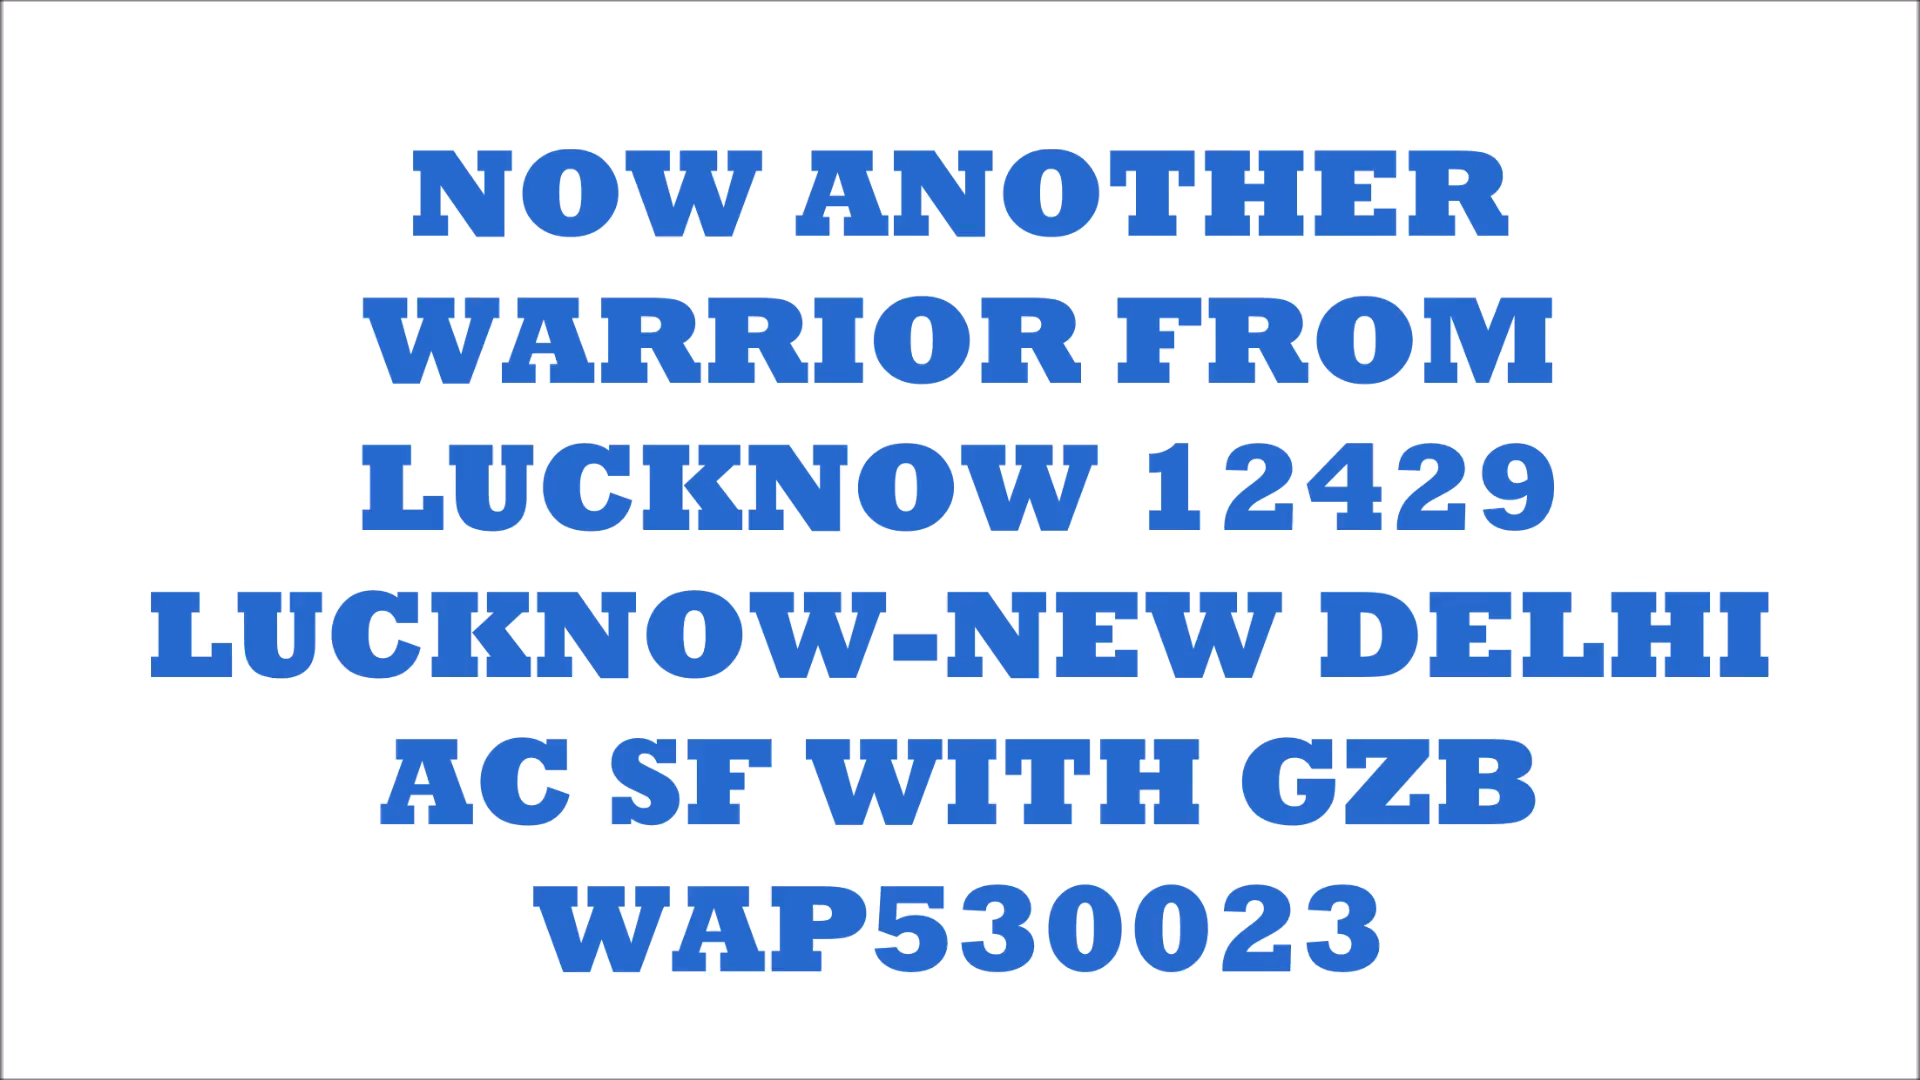 NOW ANOTHER
WARRIOR FROM
LUCKNOW 12429
LUCKNOW-NEW DELHI
AC SF WITH GZB
WAP530023